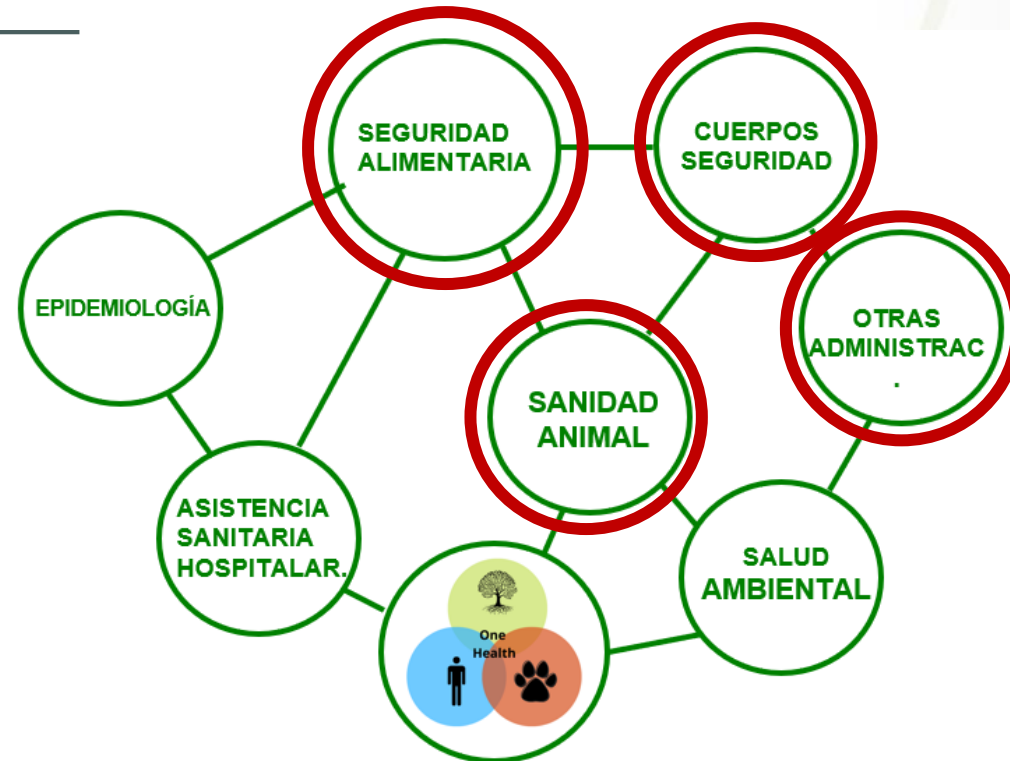 SEGURIDAD
ALIMENTARIA
CUERPOS
SEGURIDAD
EPIDEMIOLOGÍA
OTRAS
ADMINISTRAC
.
SANIDAD
ANIMAL
ASISTENCIA
SANITARIA
HOSPITALAR.
SALUD
AMBIENTAL
One
Health